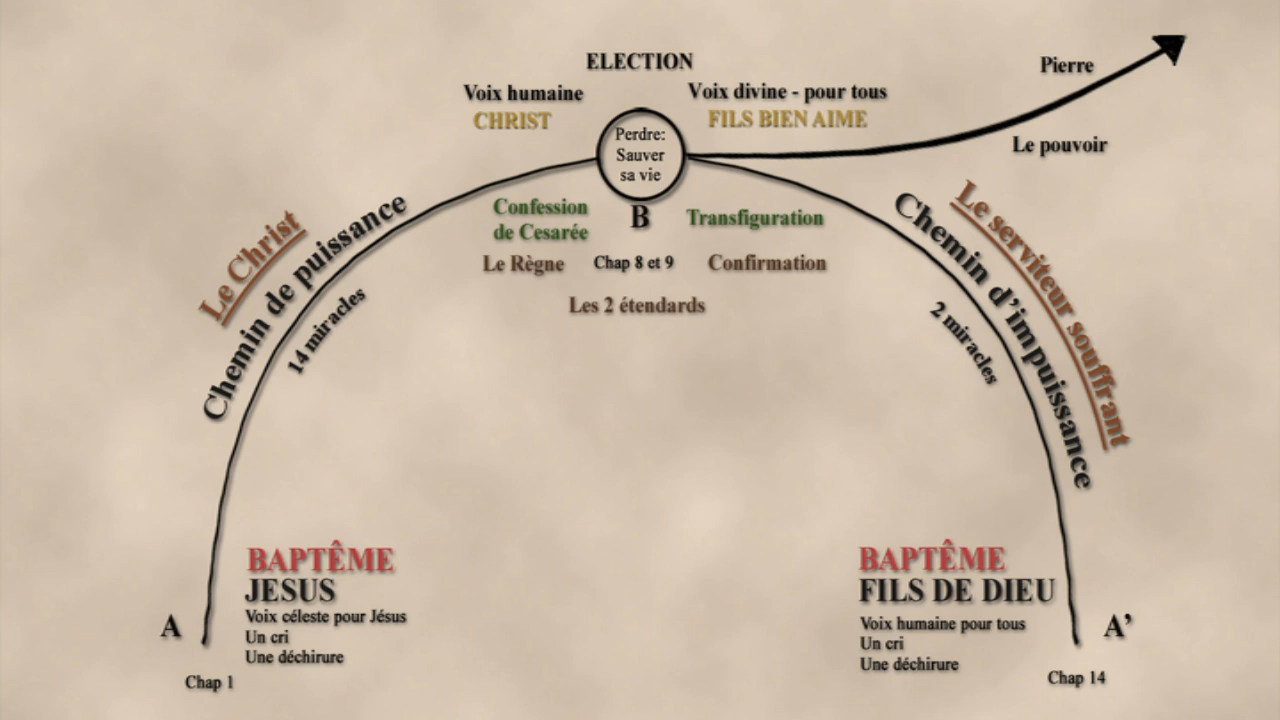 ELECTION
Voix humaine
CHRIST
Voix divine - pour tous
FILS BIEN AIME
Pierre
Le pouvoir
Perdre:
Sauver
sa vie
B
Confession
de Cesarée
Transfiguration
Le Règne
Chap 8 et 9
Confirmation
Les 2 étendards
Le Christ
Chemin de puissance
14 miracles
Le serviteur souffrant
Chemin d'impuissance
2 miracles
BAPTÊME
JESUS
Voix céleste pour Jésus
Un cri
Une déchirure
A
Chap 1
BAPTÊME
FILS DE DIEU
Voix humaine pour tous
Un cri
Une déchirure
A’
Chap 14